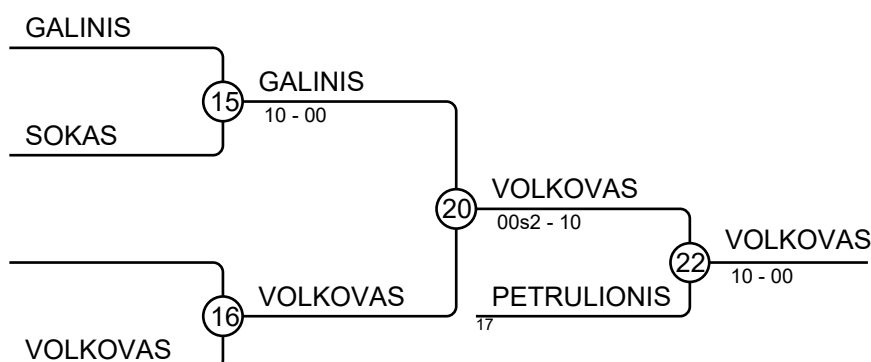 GALINIS
15
GALINIS
10 - 00
SOKAS
20
VOLKOVAS
00s2 - 10
22
VOLKOVAS
10 - 00
16
VOLKOVAS
PETRULIONIS
17
VOLKOVAS